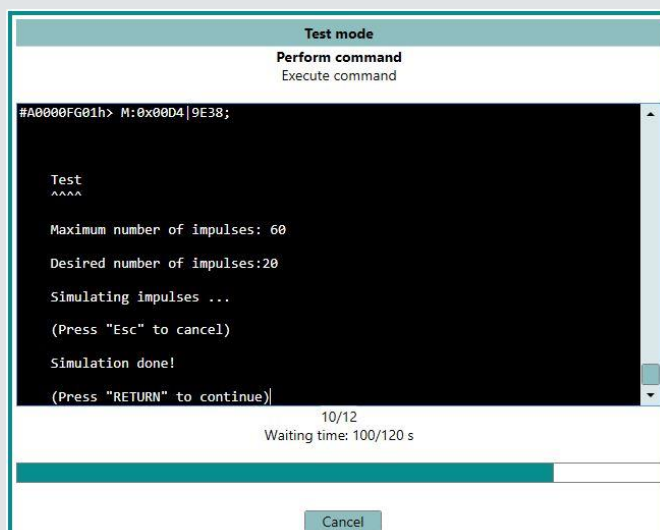 Test mode
Perform command
Execute command
#A0000FG01h> M:0x00D4|9E38;
Test
^^^^
Maximum number of impulses: 60
Desired number of impulses:20
Simulating impulses ...
(Press "Esc" to cancel)
Simulation done!
(Press "RETURN" to continue)
10/12
Waiting time: 100/120 s
Cancel